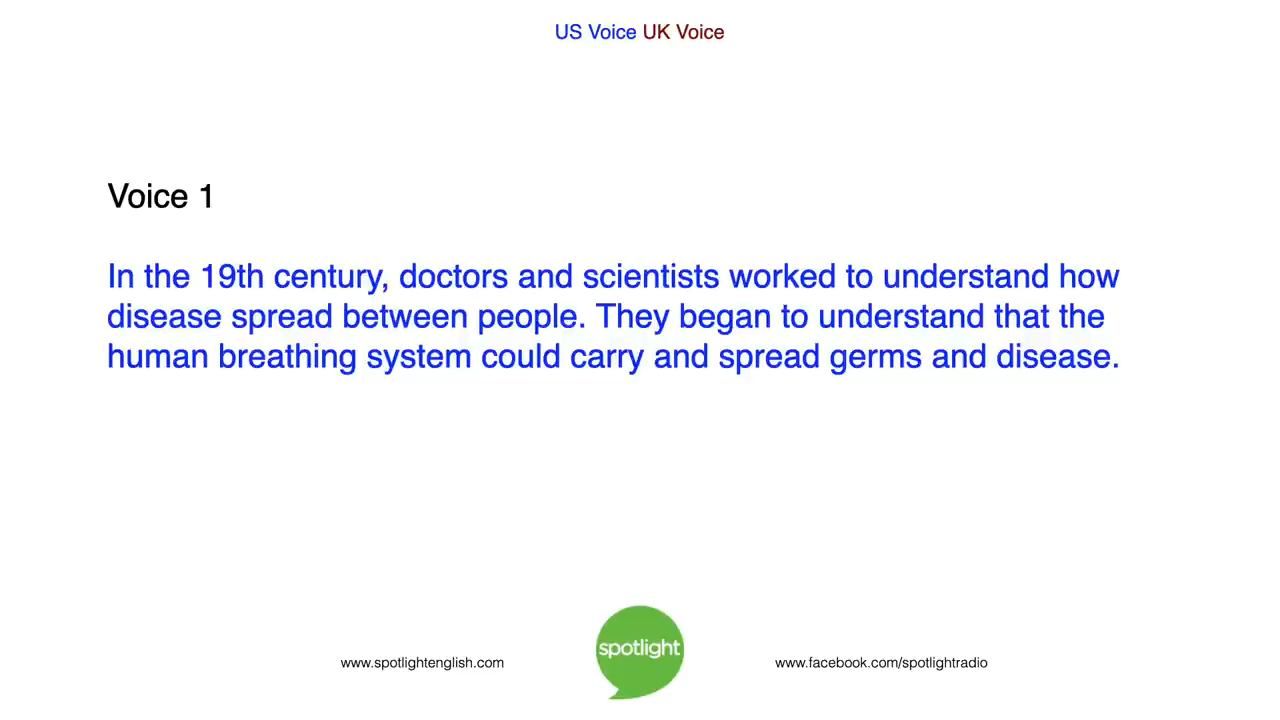 US Voice UK Voice
Voice 1
In the 19th century, doctors and scientists worked to understand how
disease spread between people. They began to understand that the
human breathing system could carry and spread germs and disease.
spotlight
www.spotlightenglish.com
www.facebook.com/spotlightradio